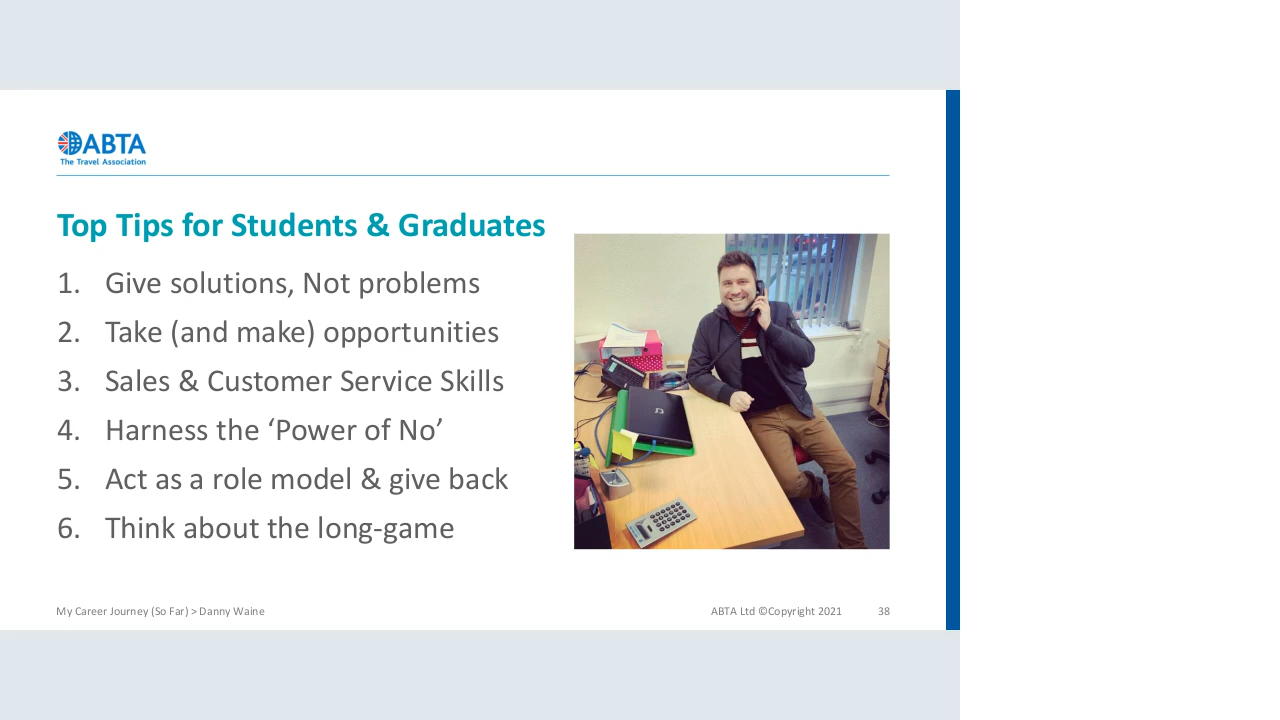 ABTA
The Travel Association
Top Tips for Students & Graduates
1. Give solutions, Not problems
2. Take (and make) opportunities
3. Sales & Customer Service Skills
4. Harness the ‘Power of No’
5. Act as a role model & give back
6. Think about the long-game
My Career Journey (So Far) > Danny Waine
ABTA Ltd ©Copyright 2021
38